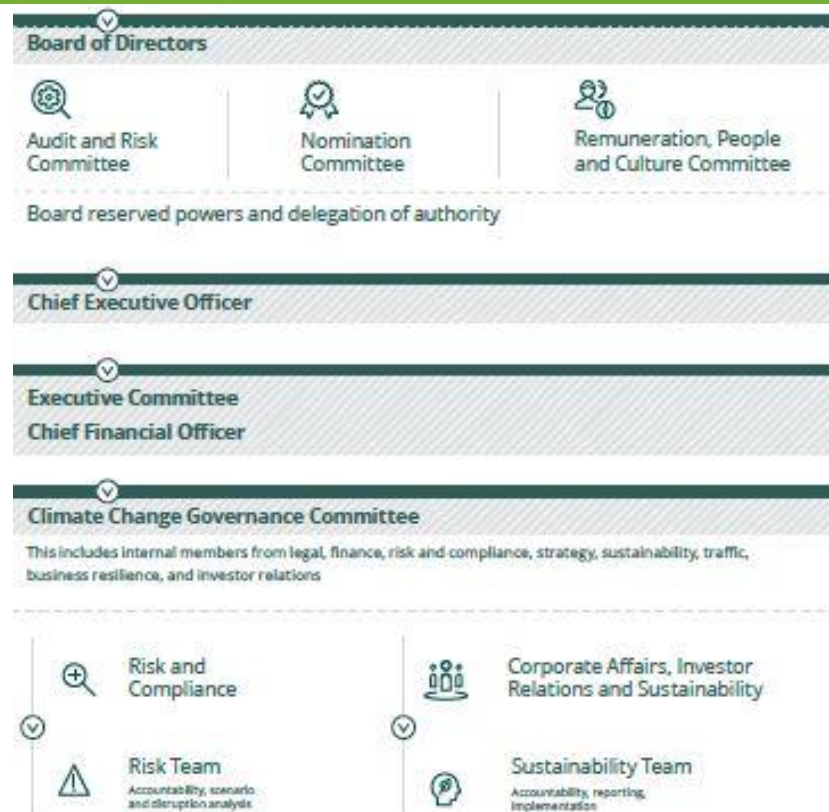 Board of Directors
Audit and Risk
Committee
Nomination
Committee
Remuneration, People
and Culture Committee
Board reserved powers and delegation of authority
Chief Executive Officer
Executive Committee
Chief Financial Officer
Climate Change Governance Committee
This includes internal members from legal, finance, risk and compliance, strategy, sustainability, traffic,
business resilience, and investor relations
Risk and
Compliance
Corporate Affairs, Investor
Relations and Sustainability
Risk Team
Accountability, scenario
and disruption analysis
Sustainability Team
Accountability, reporting,
implementation